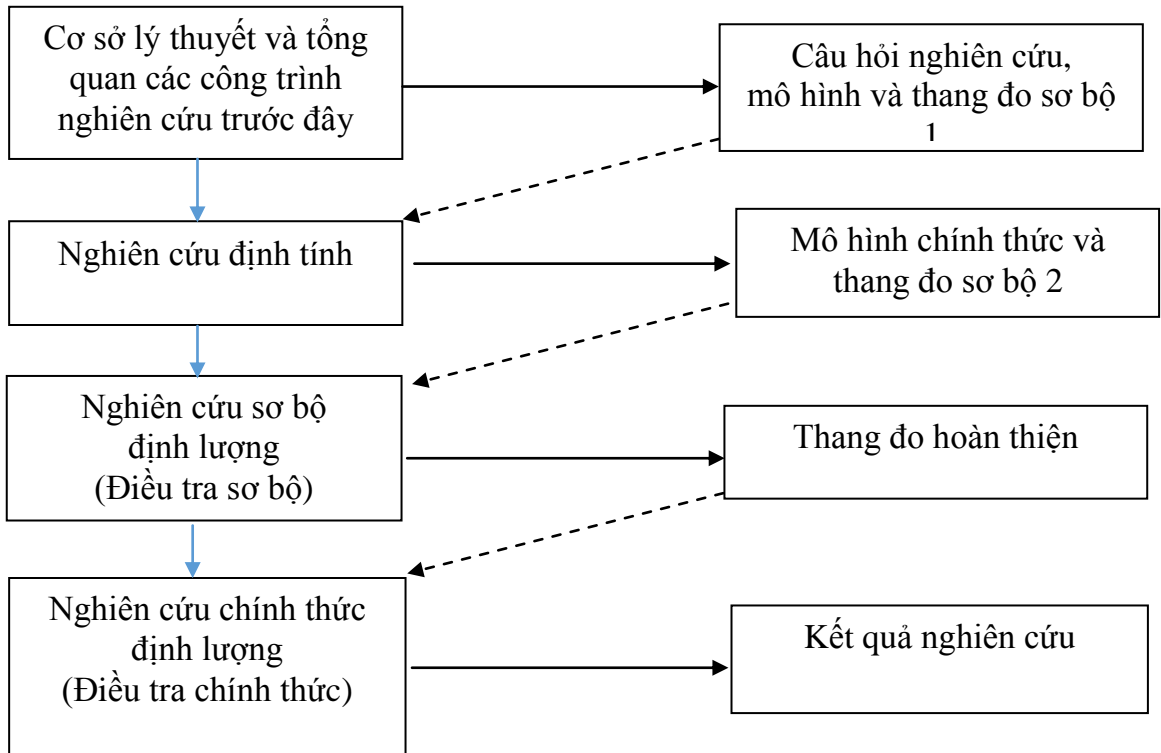 Cơ sở lý thuyết và tổng
quan các công trình
nghiên cứu trước đây
Câu hỏi nghiên cứu,
mô hình và thang đo sơ bộ
1
Nghiên cứu định tính
Mô hình chính thức và
thang đo sơ bộ 2
Nghiên cứu sơ bộ
định lượng
(Điều tra sơ bộ)
Thang đo hoàn thiện
Nghiên cứu chính thức
định lượng
(Điều tra chính thức)
Kết quả nghiên cứu